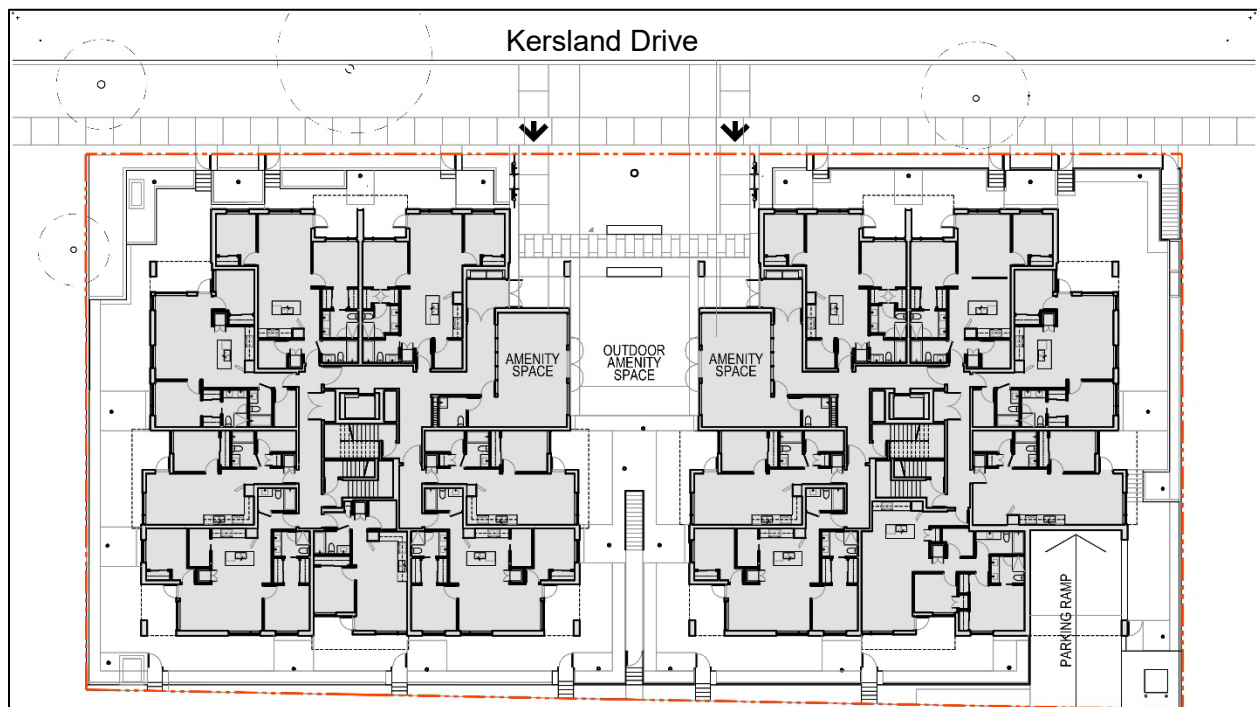 Kersland Drive
AMENITY
SPACE
OUTDOOR
AMENITY
SPACE
AMENITY
SPACE
PARKING RAMP